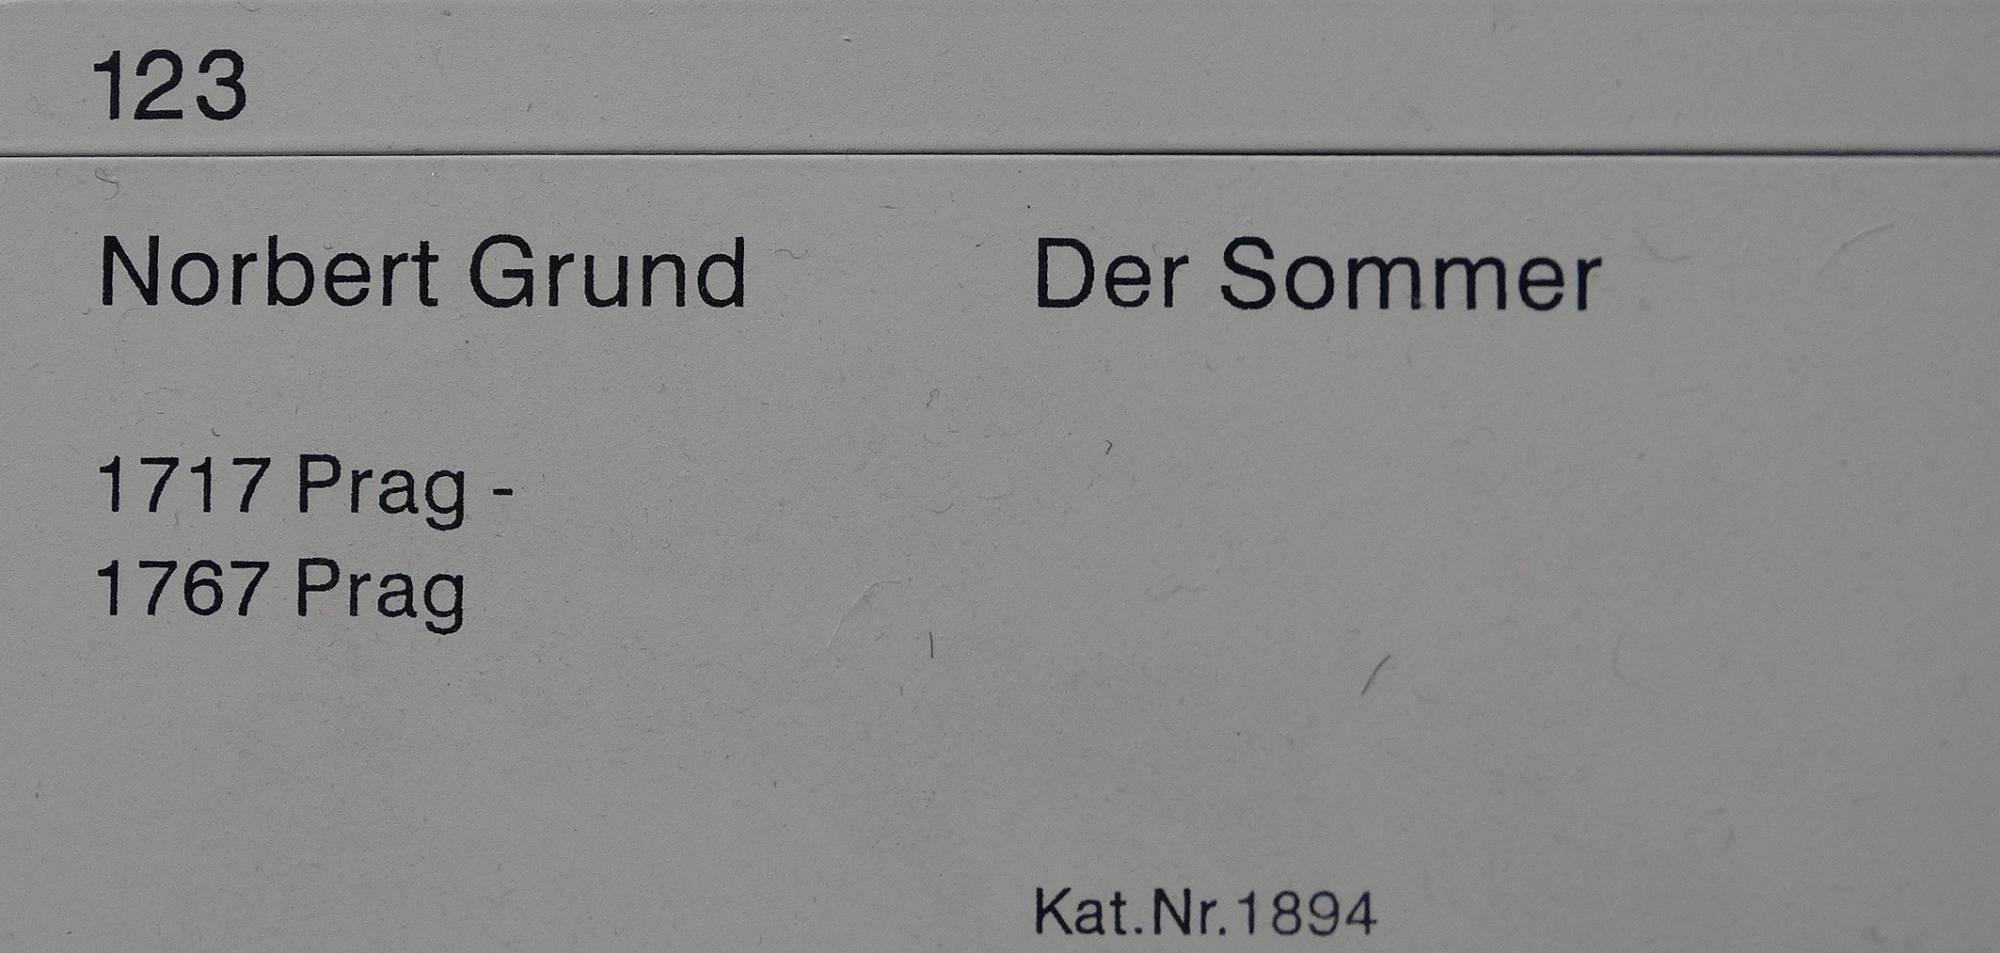 123
Norbert Grund
Der Sommer
1717 Prag -
1767 Prag
Kat.Nr.1894